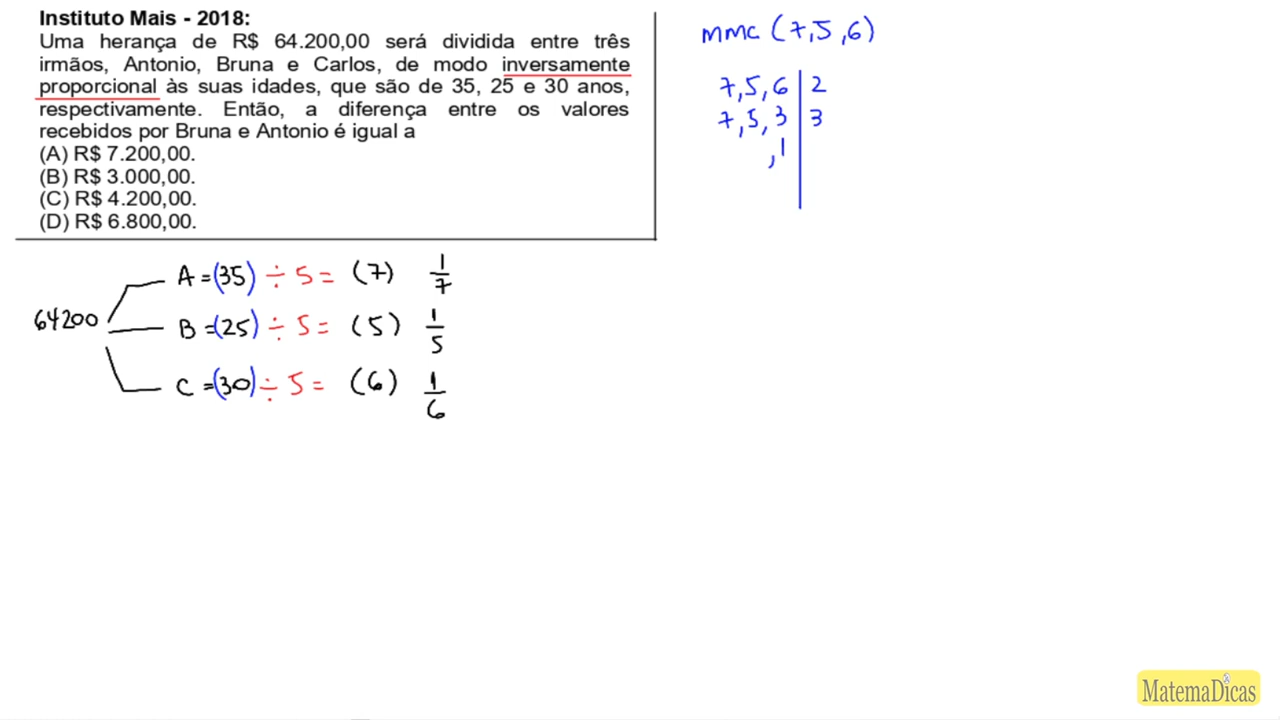 Instituto Mais - 2018:
Uma herança de R$ 64.200,00 será dividida entre três
irmãos, Antonio, Bruna e Carlos, de modo inversamente
proporcional às suas idades, que são de 35, 25 e 30 anos,
respectivamente. Então, a diferença entre os valores
recebidos por Bruna e Antonio é igual a
(A) R$ 7.200,00.
(B) R$ 3.000,00.
(C) R$ 4.200,00.
(D) R$ 6.800,00.
mmc (7,5,6)
7,5,6 | 2
7,5,3 | 3
,1
64200
A = (35) ÷ 5 = (7) 1/7
B = (25) ÷ 5 = (5) 1/5
C = (30) ÷ 5 = (6) 1/6
MatemaDicas